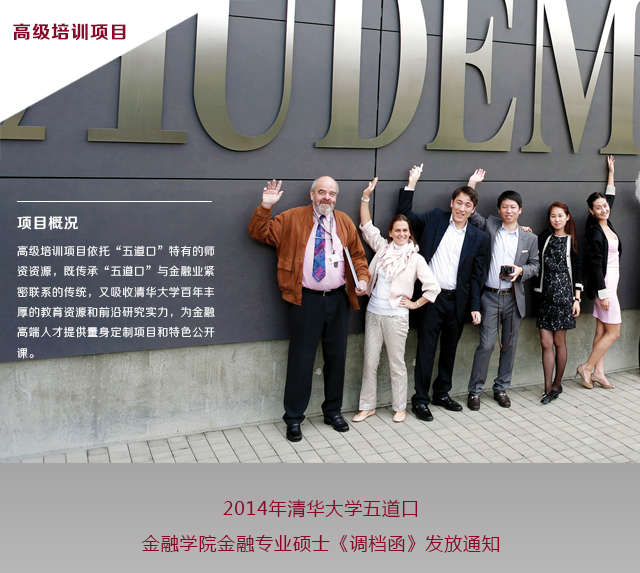 高级培训项目
AUDEM
项目概况
高级培训项目依托“五道口”特有的师
资资源，既传承“五道口”与金融业紧
密联系的传统，又吸收清华大学百年丰
厚的教育资源和前沿研究实力，为金融
高端人才提供量身定制项目和特色公开
课。
2014年清华大学五道口
金融学院金融专业硕士《调档函》发放通知